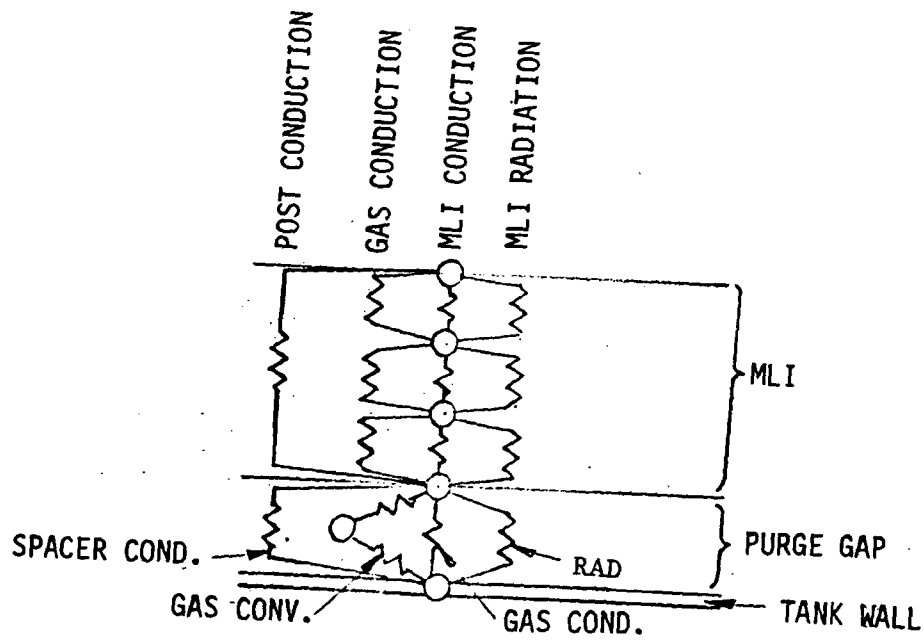 POST CONDUCTION
GAS CONDUCTION
MLI CONDUCTION
MLI RADIATION
MLI
PURGE GAP
SPACER COND.
RAD
GAS CONV.
GAS COND.
TANK WALL